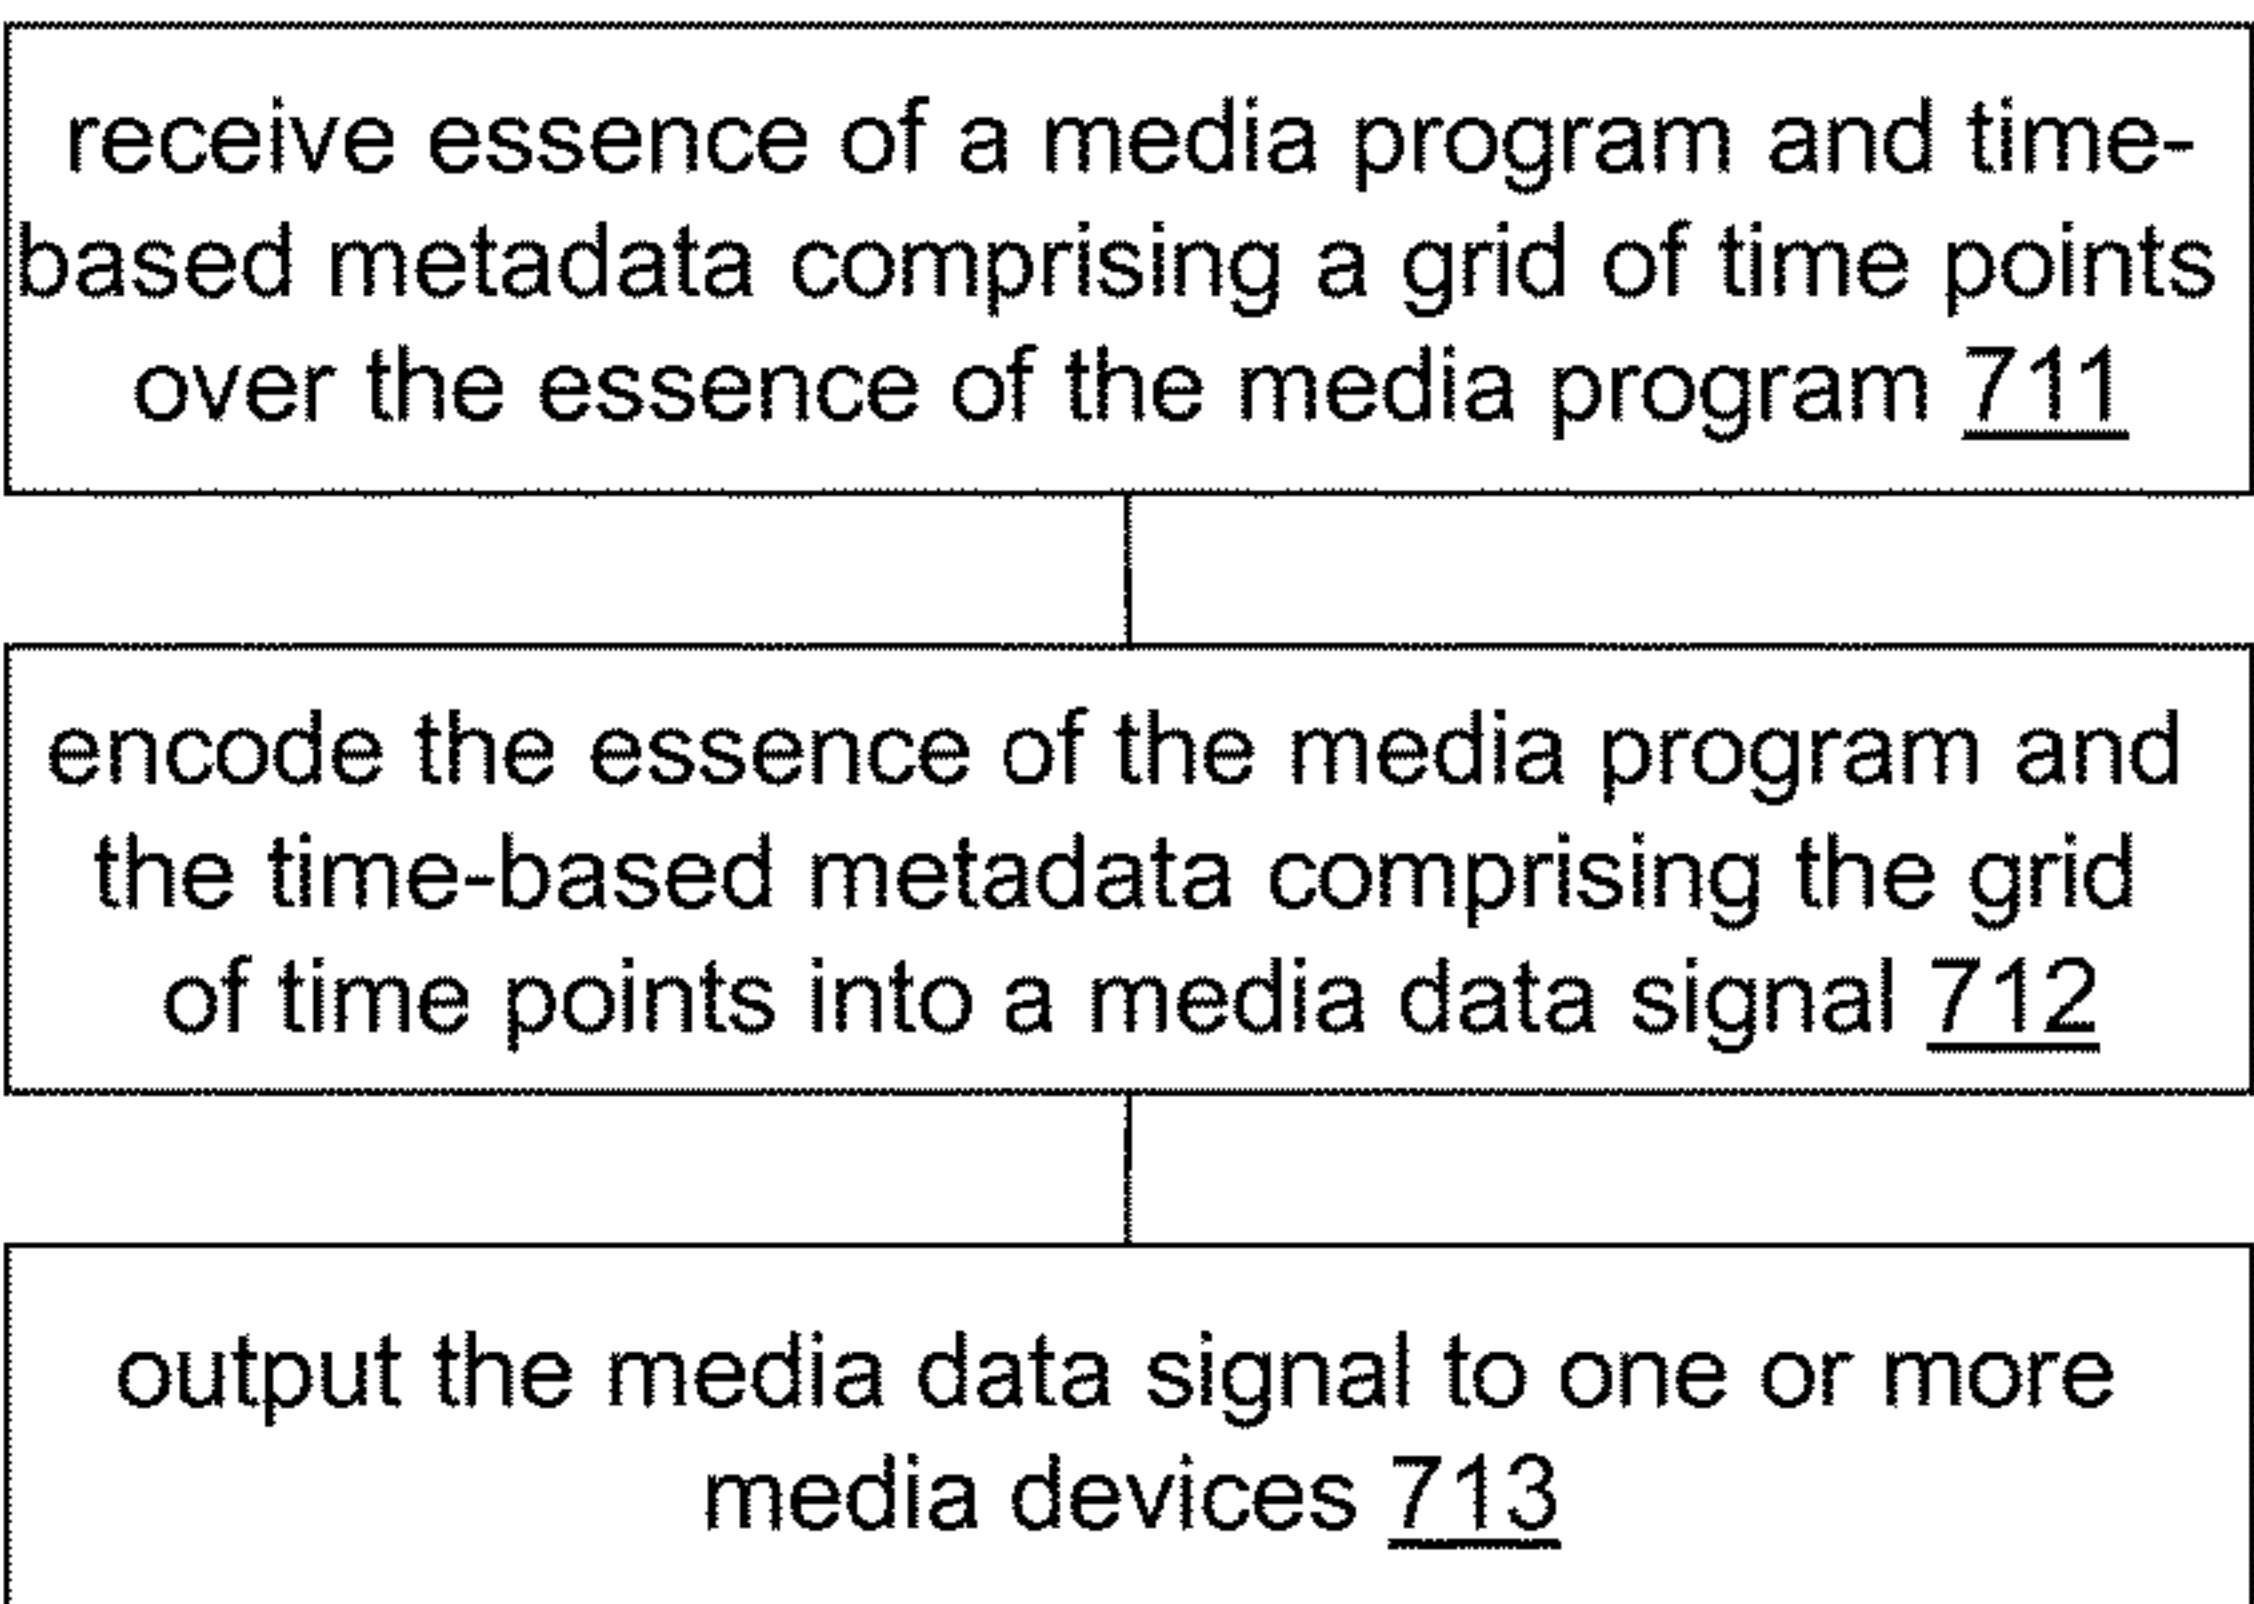 receive essence of a media program and time-
based metadata comprising a grid of time points
over the essence of the media program 711
encode the essence of the media program and
the time-based metadata comprising the grid
of time points into a media data signal 712
output the media data signal to one or more
media devices 713